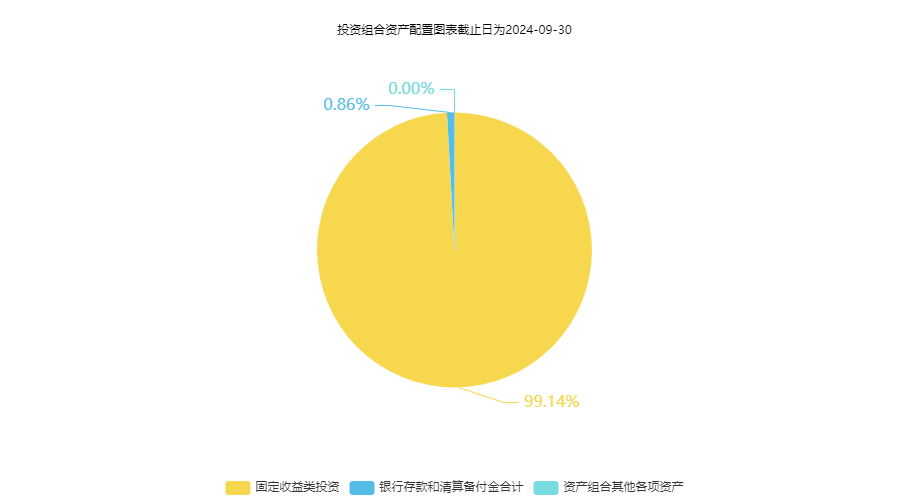 投资组合资产配置图表截止日为2024-09-30
0.00%
0.86%
99.14%
固定收益类投资 银行存款和清算备付金合计 资产组合其他各项资产